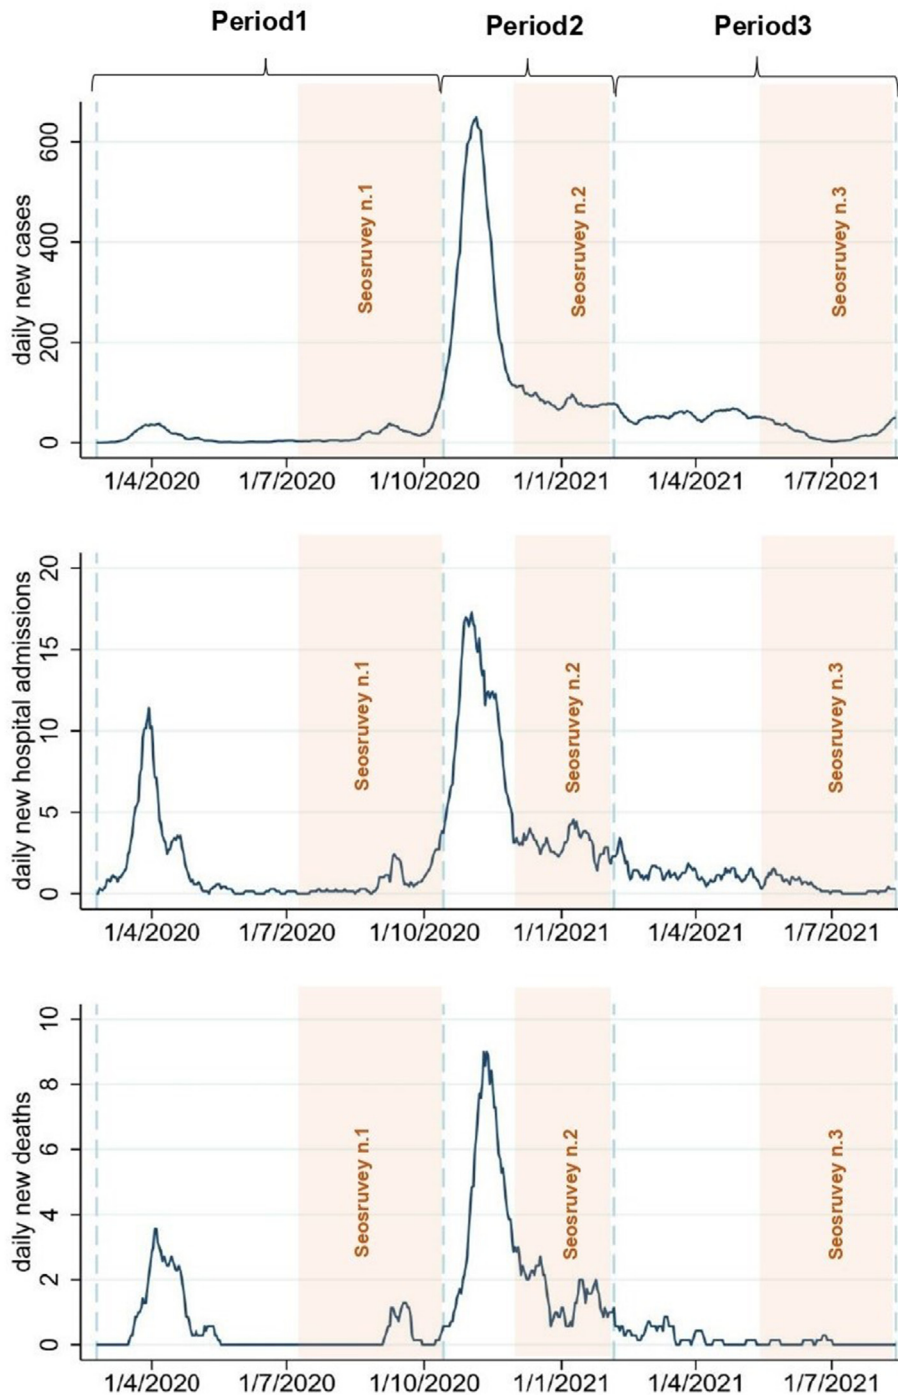 Period1 Period2 Period3
daily new cases
600
400
200
0
Seosruvey n.1
Seosruvey n.2
Seosruvey n.3
1/4/2020 1/7/2020 1/10/2020 1/1/2021 1/4/2021 1/7/2021
daily new hospital admissions
20
15
10
5
0
Seosruvey n.1
Seosruvey n.2
Seosruvey n.3
1/4/2020 1/7/2020 1/10/2020 1/1/2021 1/4/2021 1/7/2021
daily new deaths
10
8
6
4
2
0
Seosruvey n.1
Seosruvey n.2
Seosruvey n.3
1/4/2020 1/7/2020 1/10/2020 1/1/2021 1/4/2021 1/7/2021